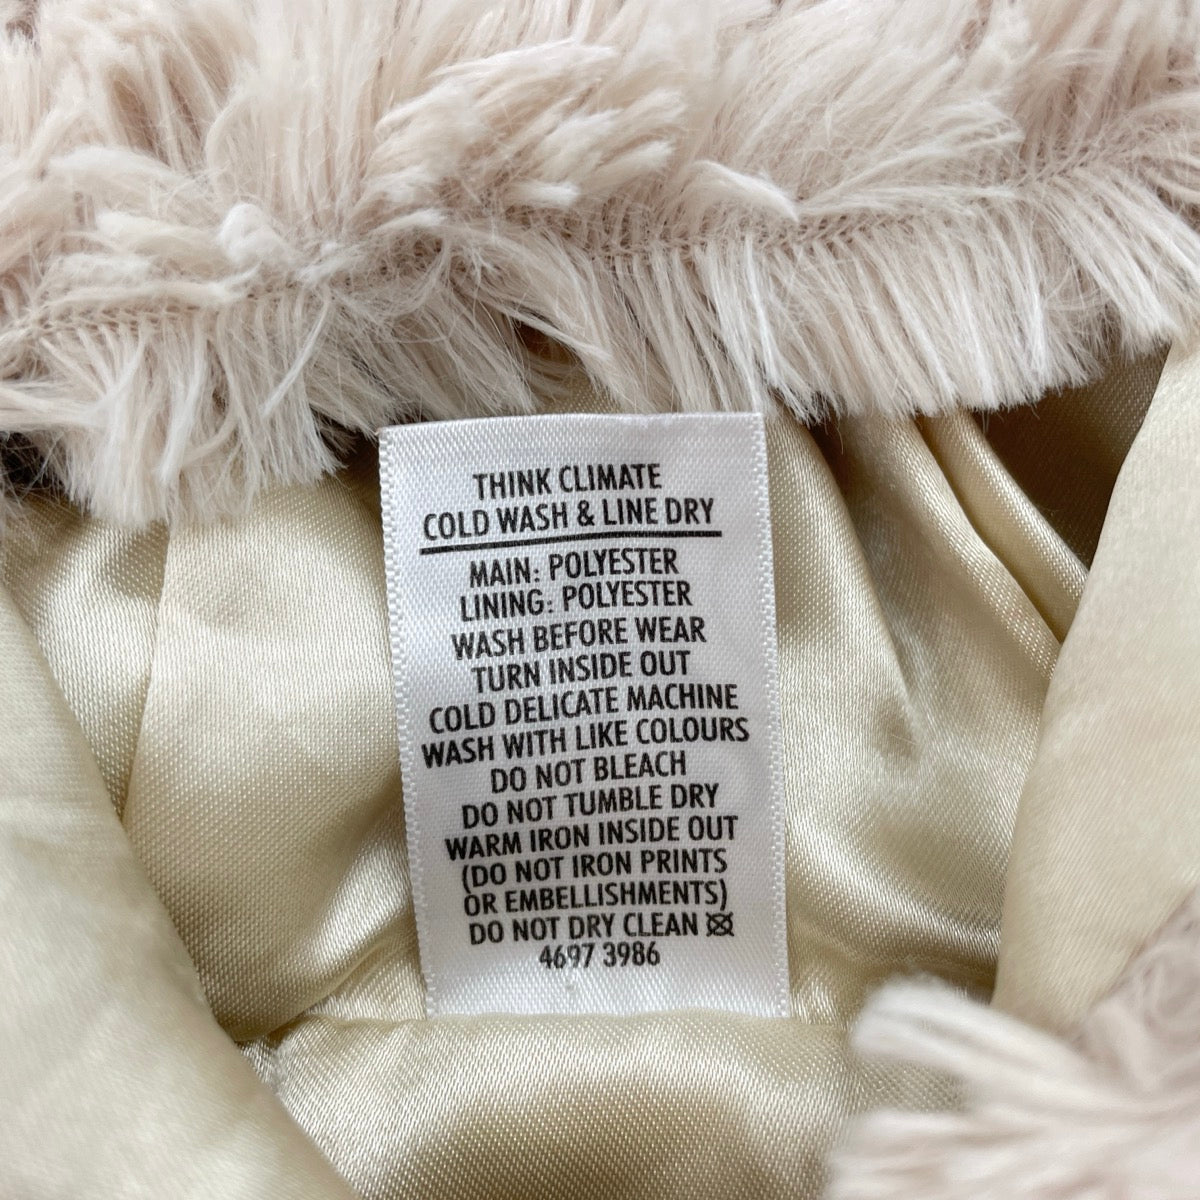 THINK CLIMATE
COLD WASH & LINE DRY
MAIN: POLYESTER
LINING: POLYESTER
WASH BEFORE WEAR
TURN INSIDE OUT
COLD DELICATE MACHINE
WASH WITH LIKE COLOURS
DO NOT BLEACH
DO NOT TUMBLE DRY
WARM IRON INSIDE OUT
(DO NOT IRON PRINTS
OR EMBELLISHMENTS)
DO NOT DRY CLEAN
4697 3986